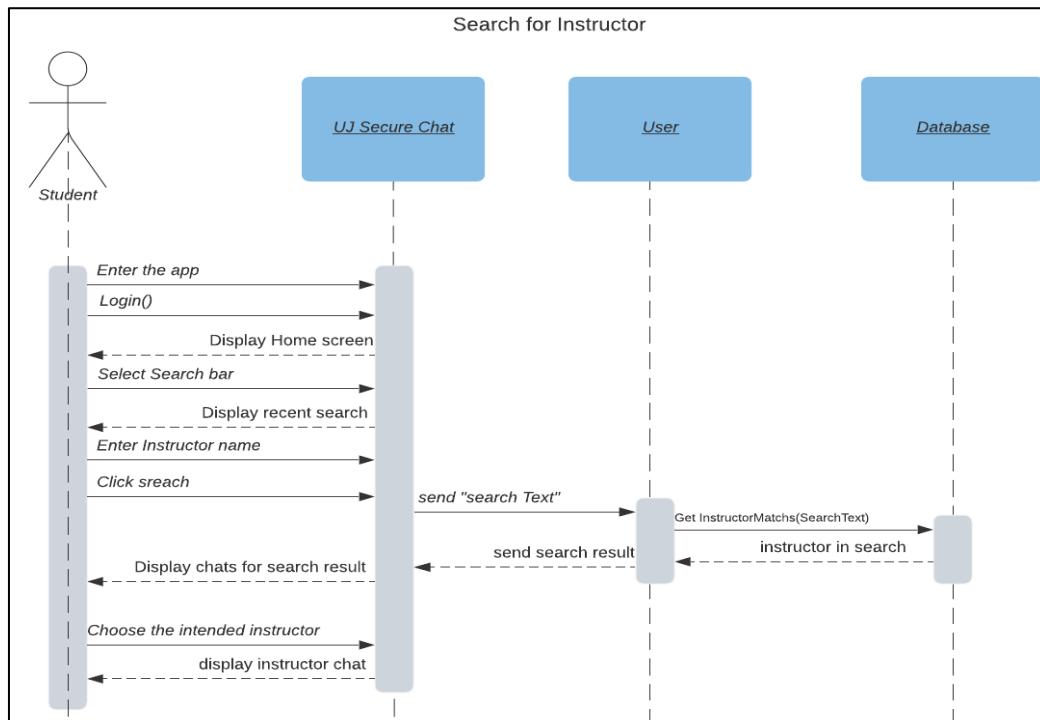 Search for Instructor
UJ Secure Chat
User
Database
Student
Enter the app
Login()
Display Home screen
Select Search bar
Display recent search
Enter Instructor name
Click sreach
send "search Text"
Get InstructorMatchs(SearchText)
instructor in search
send search result
Display chats for search result
Choose the intended instructor
display instructor chat